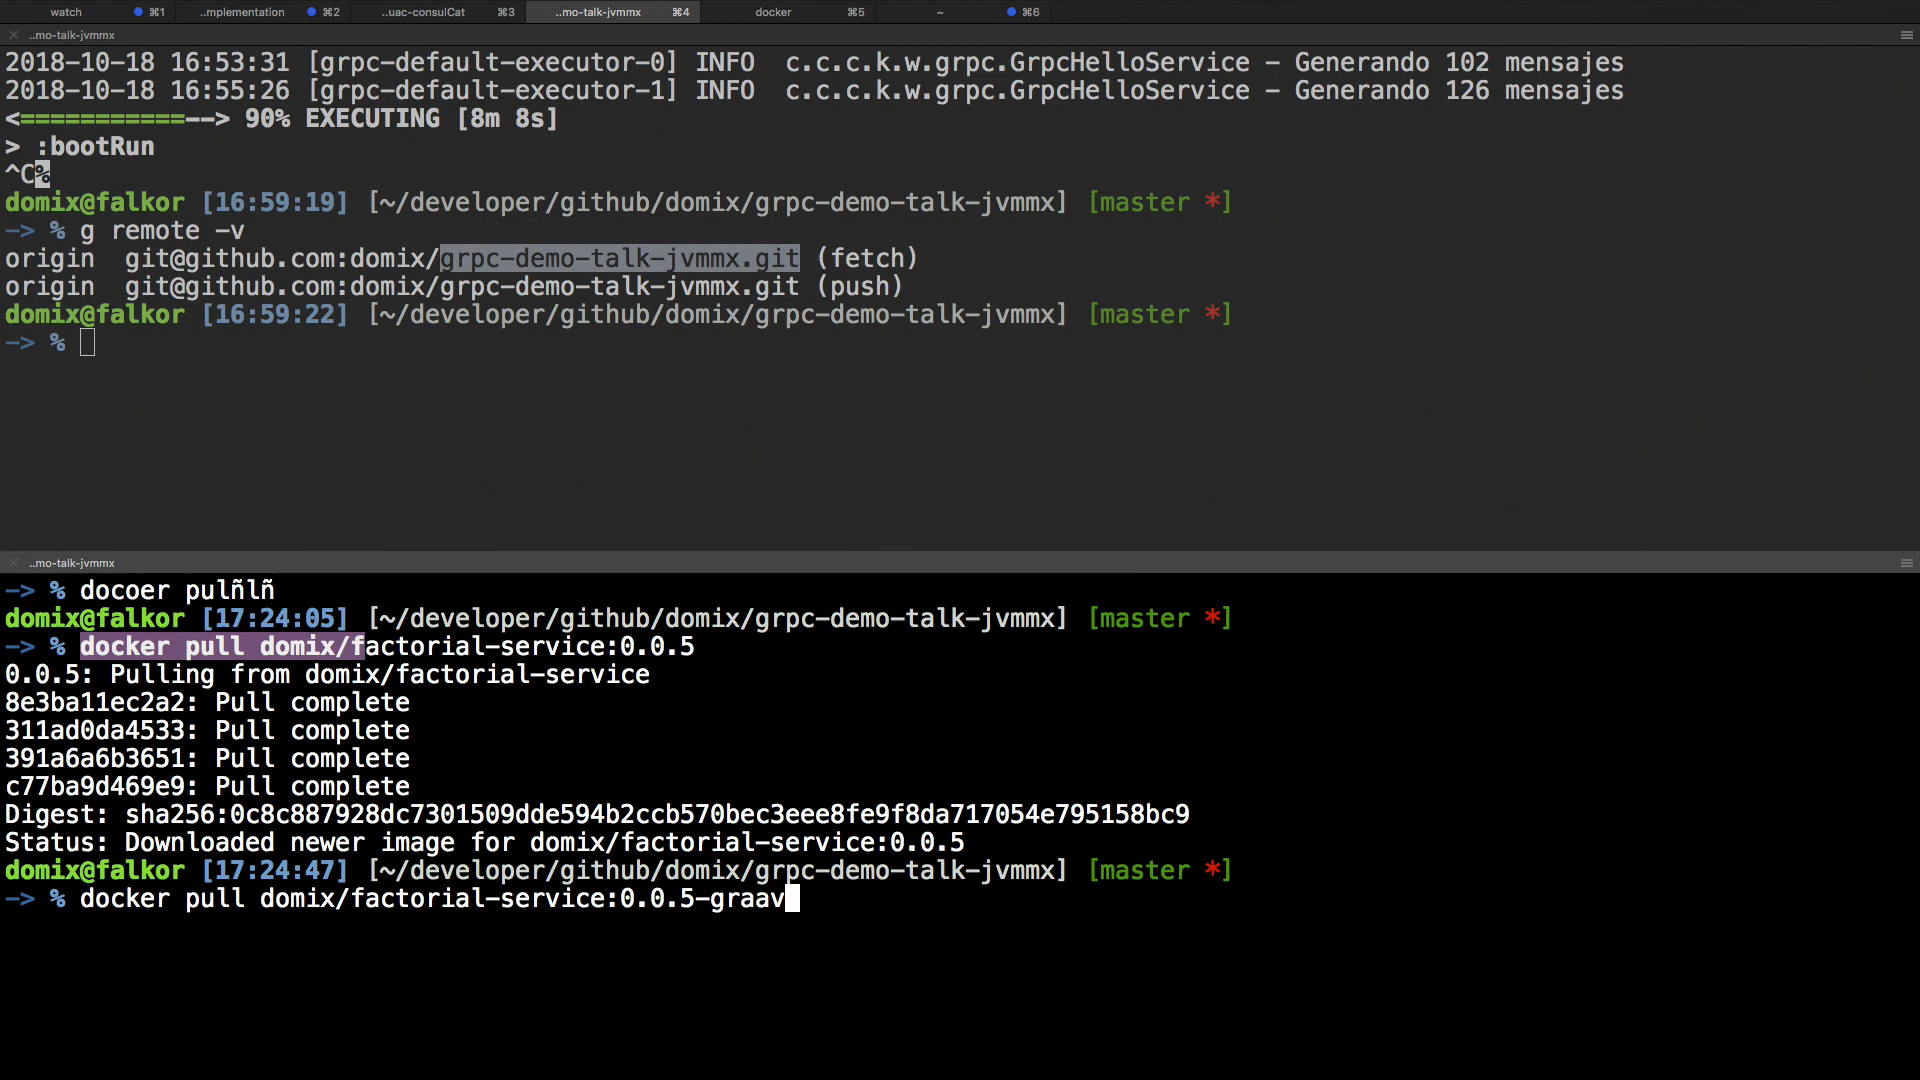 watch ⌘1 ..mplementation ⌘2 ..uac-consulCat ⌘3 ..mo-talk-jvmmx ⌘4 docker ⌘5 ~ ⌘6
..mo-talk-jvmmx
2018-10-18 16:53:31 [grpc-default-executor-0] INFO  c.c.c.k.w.grpc.GrpcHelloService - Generando 102 mensajes
2018-10-18 16:55:26 [grpc-default-executor-1] INFO  c.c.c.k.w.grpc.GrpcHelloService - Generando 126 mensajes
<===========--> 90% EXECUTING [8m 8s]
> :bootRun
^C%
domix@falkor [16:59:19] [~/developer/github/domix/grpc-demo-talk-jvmmx] [master *]
-> % g remote -v
origin  git@github.com:domix/grpc-demo-talk-jvmmx.git (fetch)
origin  git@github.com:domix/grpc-demo-talk-jvmmx.git (push)
domix@falkor [16:59:22] [~/developer/github/domix/grpc-demo-talk-jvmmx] [master *]
-> %
..mo-talk-jvmmx
-> % docoer pulñlñ
domix@falkor [17:24:05] [~/developer/github/domix/grpc-demo-talk-jvmmx] [master *]
-> % docker pull domix/factorial-service:0.0.5
0.0.5: Pulling from domix/factorial-service
8e3ba11ec2a2: Pull complete
311ad0da4533: Pull complete
391a6a6b3651: Pull complete
c77ba9d469e9: Pull complete
Digest: sha256:0c8c887928dc7301509dde594b2ccb570bec3eee8fe9f8da717054e795158bc9
Status: Downloaded newer image for domix/factorial-service:0.0.5
domix@falkor [17:24:47] [~/developer/github/domix/grpc-demo-talk-jvmmx] [master *]
-> % docker pull domix/factorial-service:0.0.5-graav